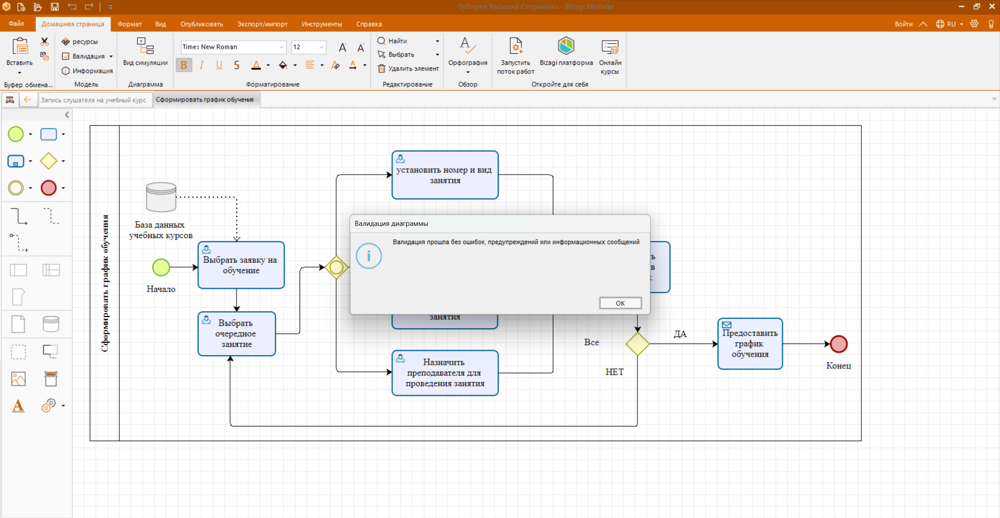 Зубарев Василий Сегреевич - Bizagi Modeler
Файл
Домашняя страница
Формат
Вид
Опубликовать
Экспорт/импорт
Инструменты
Справка
Войти
RU
Вставить
Буфер обмена...
ресурсы
Валидация
Информация
Модель
Вид симуляции
Диаграмма
Times New Roman
12
Форматирование
Найти
Выбрать
Удалить элемент
Редактирование
Орфография
Обзор
Запустить
поток работ
Bizagi платформа
Онлайн
курсы
Откройте для себя
Запись слушателя на учебный курс
Сформировать график обучения
Сформировать график обучения
База данных
учебных курсов
Начало
Выбрать заявку на
обучение
Выбрать
очередное
занятие
установить номер и вид
занятия
Валидация диаграммы
Валидация прошла без ошибок, предупреждений или информационных сообщений
OK
ь
в
занятия
Назначить
преподавателя для
проведения занятия
Все
ДА
НЕТ
Предоставить
график
обучения
Конец